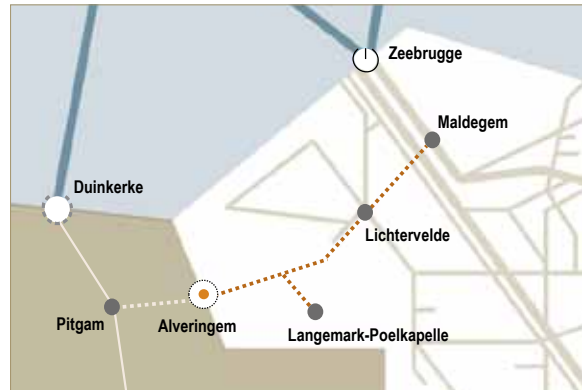 Zeebrugge
Maldegem
Duinkerke
Lichtervelde
Pitgam
Alveringem
Langemark-Poelkapelle